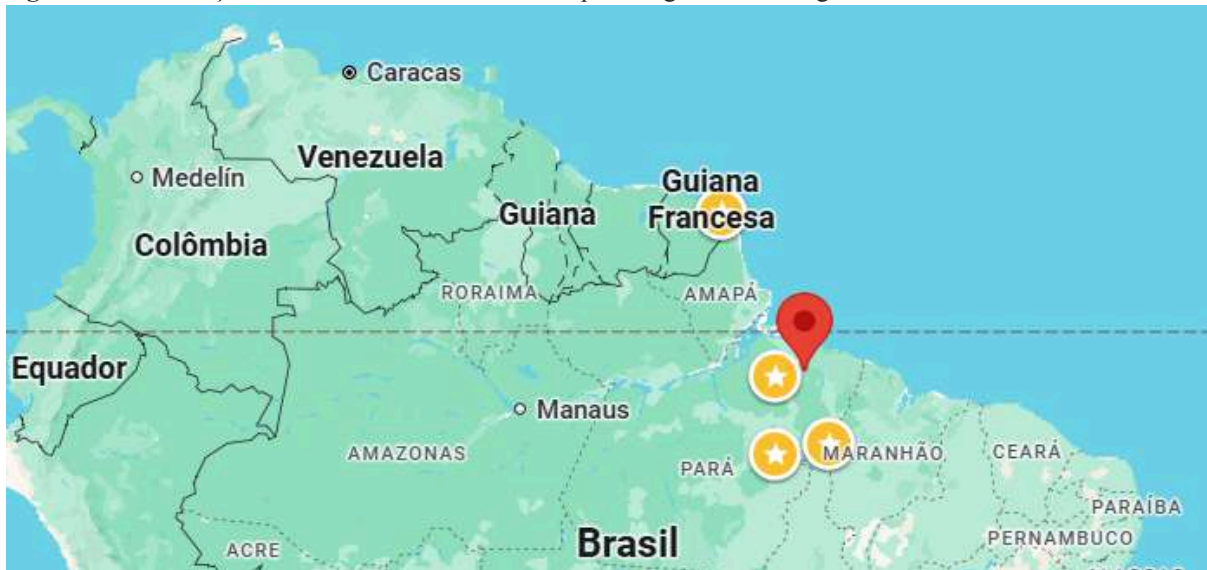 Caracas
Venezuela
Medelín
Guiana
Francesa
Guiana
Colômbia
RORAIMA
AMAPÁ
Equador
Manaus
AMAZONAS
PARÁ
MARANHÃO
CEARÁ
PARAÍBA
PERNAMBUCO
Brasil
ACRE